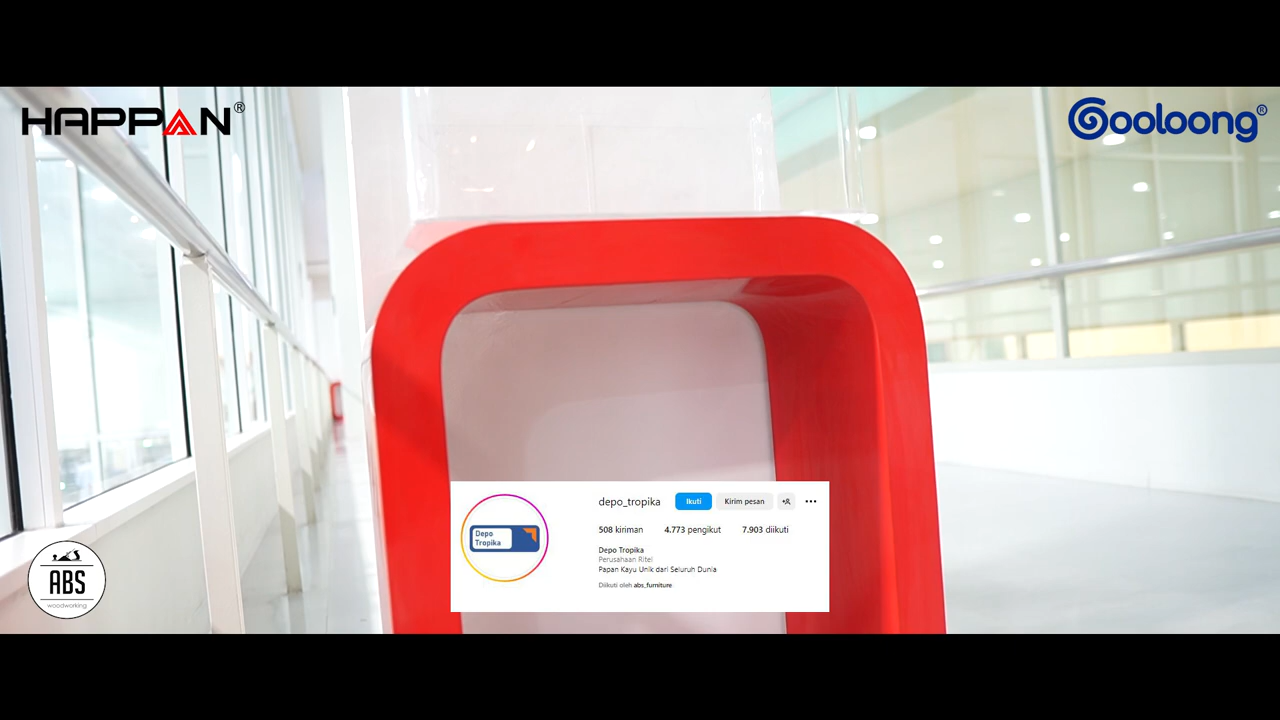 HAPPAN®
Gooloong®
depo_tropika Ikuti Kirim pesan
508 kiriman 4.773 pengikut 7.903 diikuti
Depo Tropika
Depo Tropika
Perusahaan Ritel
Papan Kayu Unik dari Seluruh Dunia
Diikuti oleh abs_furniture
ABS
woodworking